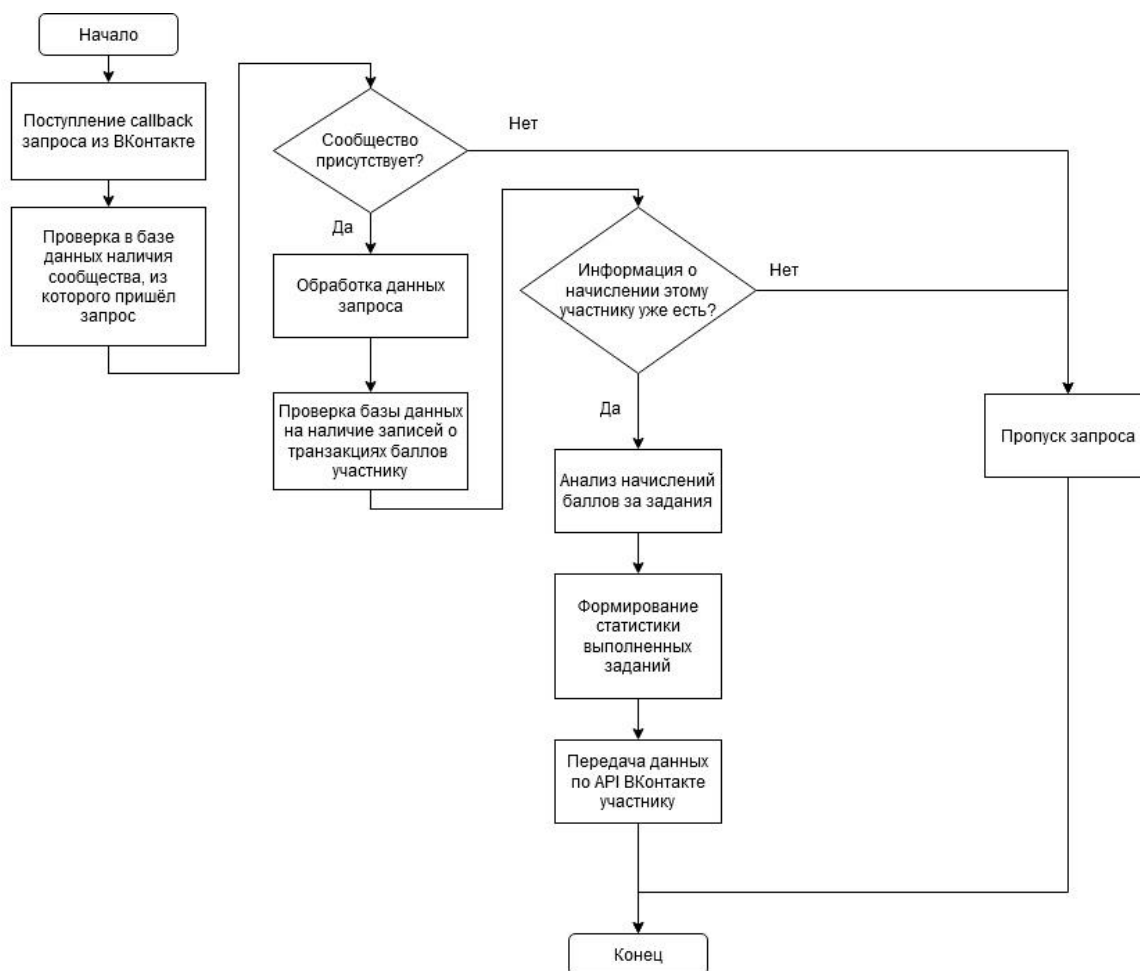 Начало
Поступление callback
запроса из ВКонтакте
Проверка в базе
данных наличия
сообщества, из
которого пришёл
запрос
Сообщество
присутствует?
Нет
Да
Обработка данных
запроса
Проверка базы данных
на наличие записей о
транзакциях баллов
участнику
Информация о
начислении этому
участнику уже есть?
Нет
Да
Анализ начислений
баллов за задания
Формирование
статистики
выполненных
заданий
Передача данных
по API ВКонтакте
участнику
Пропуск запроса
Конец